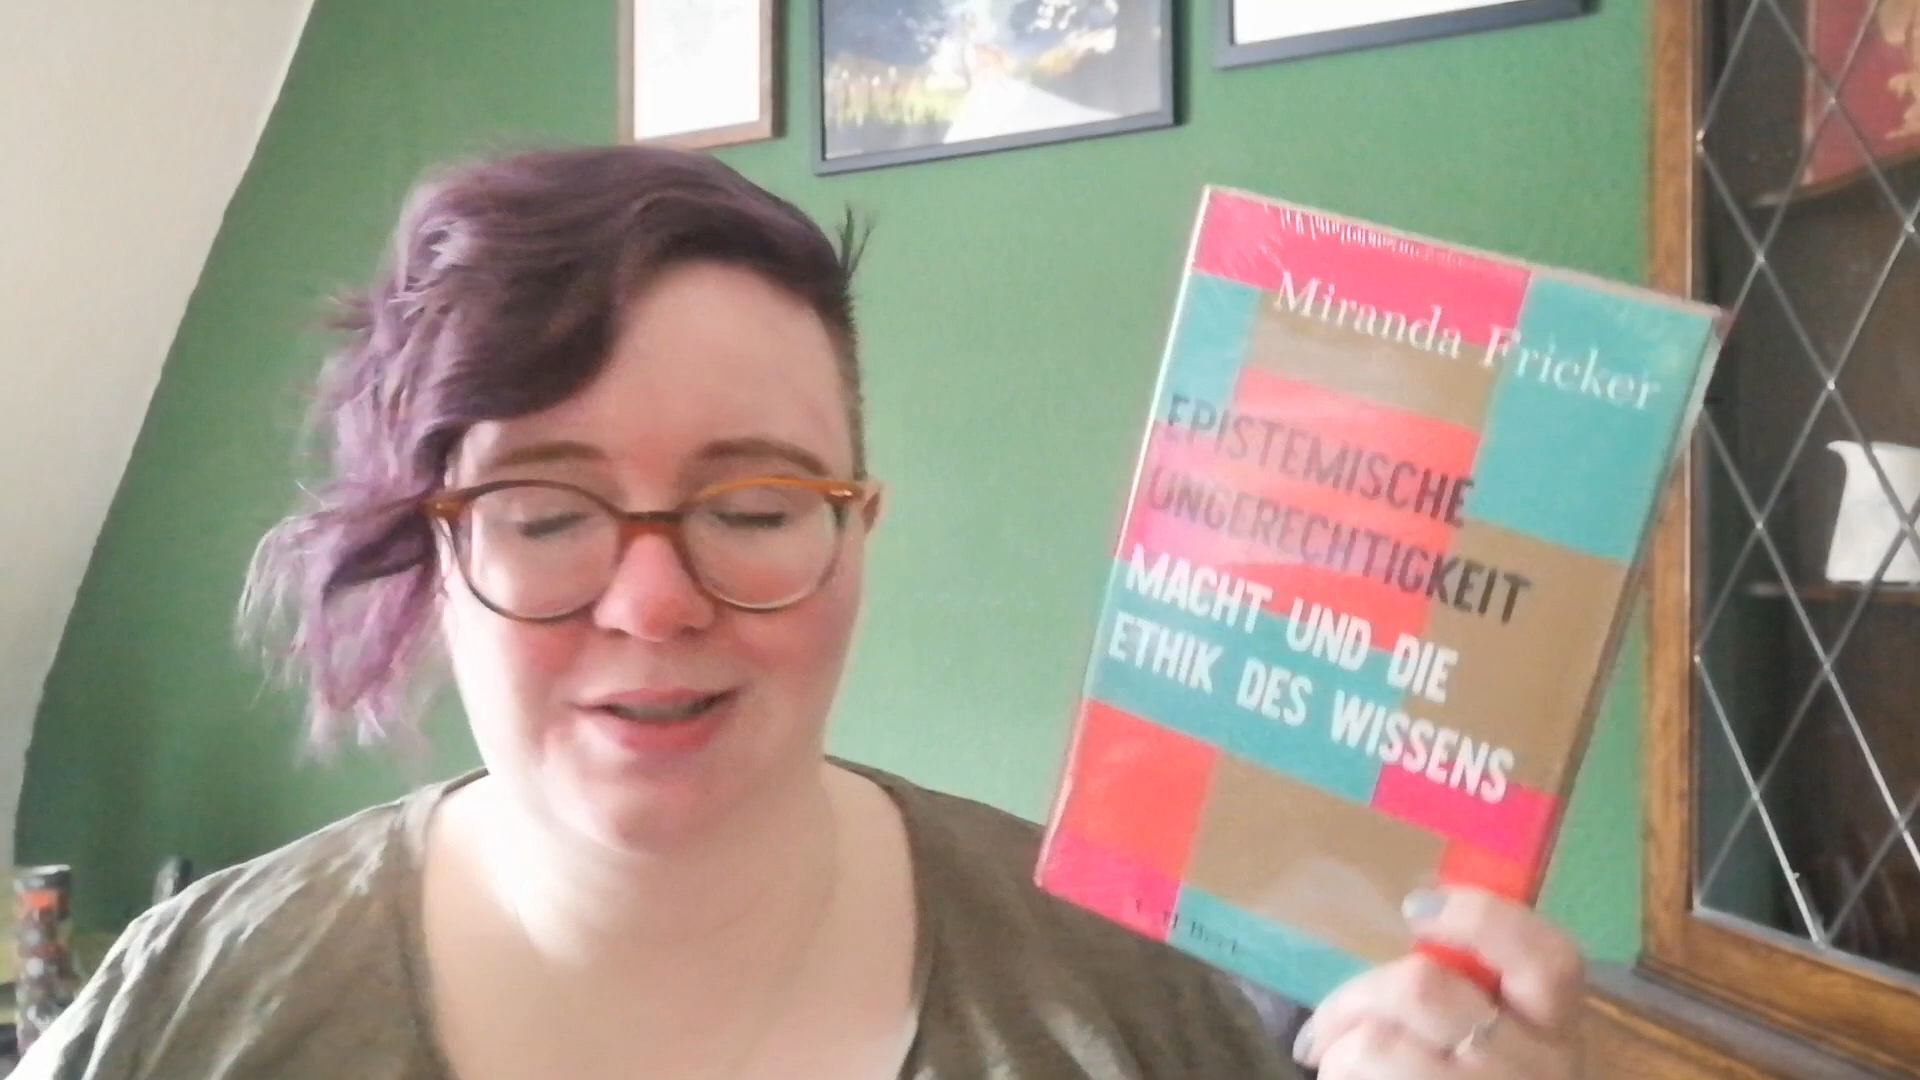 Miranda Fricker
EPISTEMISCHE
UNGERECHTIGKEIT
MACHT UND DIE
ETHIK DES WISSENS